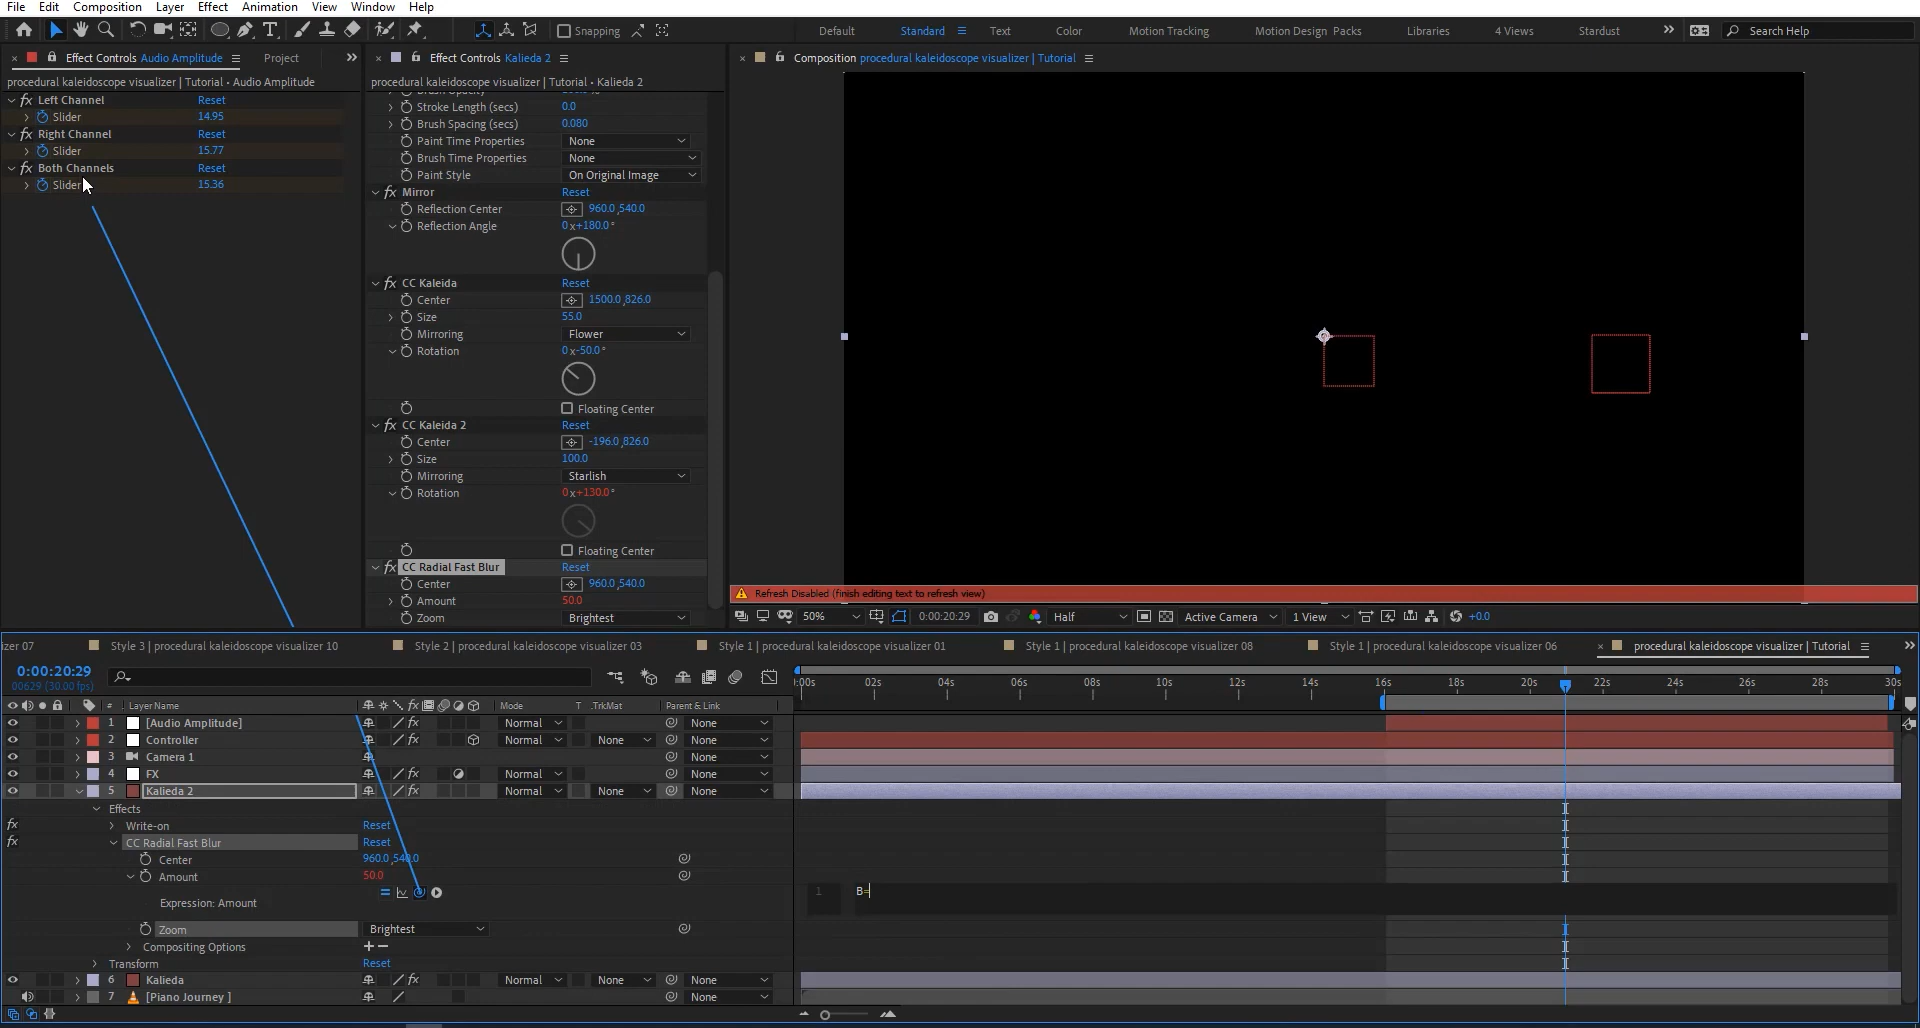 File Edit Composition Layer Effect Animation View Window Help
Snapping
Default Standard Text Color Motion Tracking Motion Design Packs Libraries 4 Views Stardust Search Help
Effect Controls Audio Amplitude Project
procedural kaleidoscope visualizer | Tutorial • Audio Amplitude
fx Left Channel Reset
Slider 14.95
fx Right Channel Reset
Slider 15.77
fx Both Channels Reset
Slider 15.36
Effect Controls Kalieda 2
procedural kaleidoscope visualizer | Tutorial • Kalieda 2
Stroke Length (secs) 0.0
Brush Spacing (secs) 0.080
Paint Time Properties None
Brush Time Properties None
Paint Style On Original Image
fx Mirror Reset
Reflection Center 960.0,540.0
Reflection Angle 0x+180.0°
fx CC Kaleida Reset
Center 1500.0,826.0
Size 55.0
Mirroring Flower
Rotation 0x-50.0°
Floating Center
fx CC Kaleida 2 Reset
Center -196.0,826.0
Size 100.0
Mirroring Starlish
Rotation 0x+130.0°
Floating Center
fx CC Radial Fast Blur Reset
Center 960.0,540.0
Amount 50.0
Zoom Brightest
Composition procedural kaleidoscope visualizer | Tutorial
Refresh Disabled (finish editing text to refresh view)
50% 0:00:20:29 Half Active Camera 1 View +0.0
izer 07 Style 3 | procedural kaleidoscope visualizer 10 Style 2 | procedural kaleidoscope visualizer 03 Style 1 | procedural kaleidoscope visualizer 01 Style 1 | procedural kaleidoscope visualizer 08 Style 1 | procedural kaleidoscope visualizer 06 procedural kaleidoscope visualizer | Tutorial
0:00:20:29
00629 (30.00 fps)
:00s 02s 04s 06s 08s 10s 12s 14s 16s 18s 20s 22s 24s 26s 28s 30s
# Layer Name fx Mode T .TrkMat Parent & Link
1 [Audio Amplitude] fx Normal None
2 Controller fx Normal None None
3 Camera 1 None
4 FX fx Normal None
5 Kalieda 2 fx Normal None None
Effects
fx Write-on Reset
fx CC Radial Fast Blur Reset
Center 960.0,540.0
Amount 50.0
1 B=
Expression: Amount
Zoom Brightest
Compositing Options + −
Transform Reset
6 Kalieda fx Normal None None
7 [Piano Journey ] None